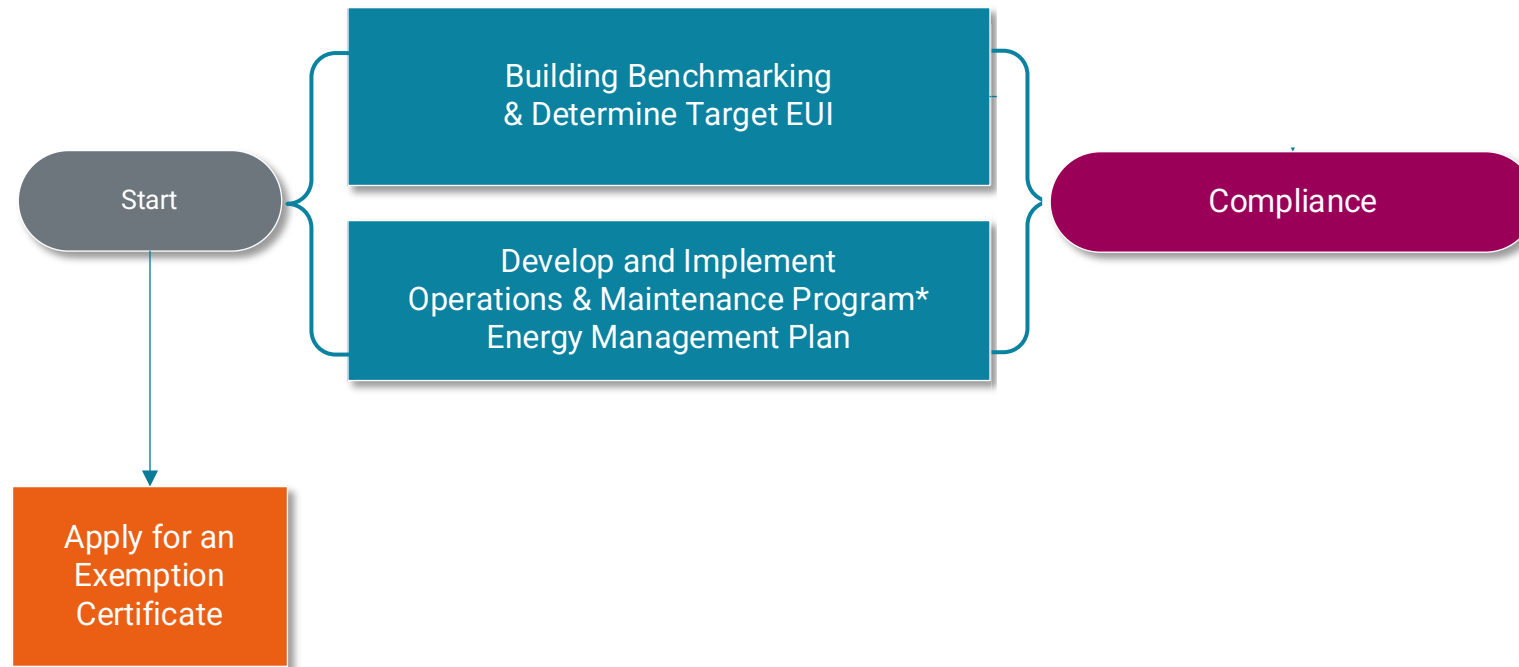 Building Benchmarking
& Determine Target EUI
Start
Compliance
Develop and Implement
Operations & Maintenance Program*
Energy Management Plan
Apply for an
Exemption
Certificate